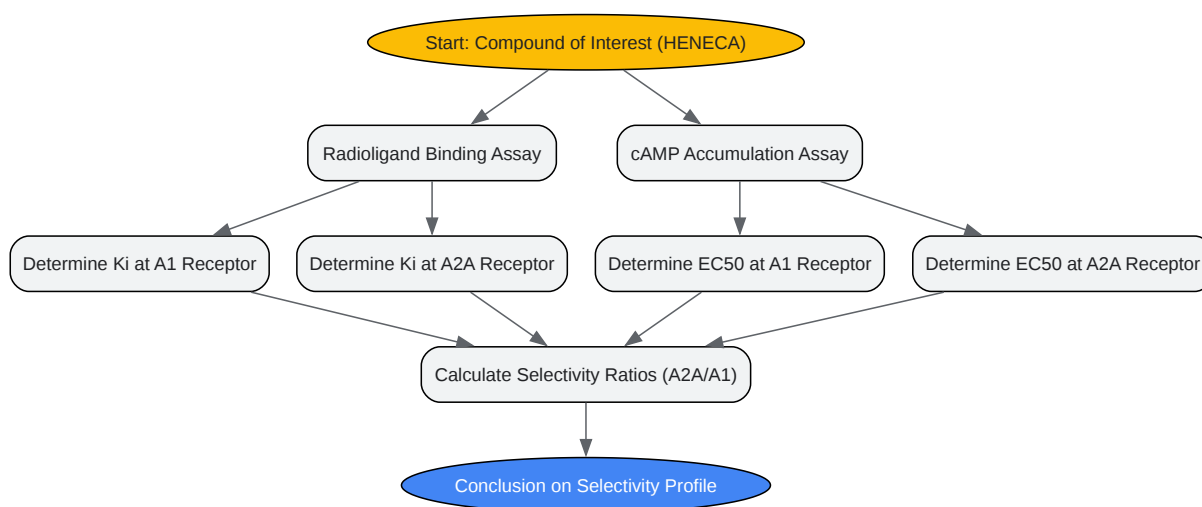 Start: Compound of Interest (HENECA)
Radioligand Binding Assay
cAMP Accumulation Assay
Determine Ki at A1 Receptor
Determine Ki at A2A Receptor
Determine EC50 at A1 Receptor
Determine EC50 at A2A Receptor
Calculate Selectivity Ratios (A2A/A1)
Conclusion on Selectivity Profile